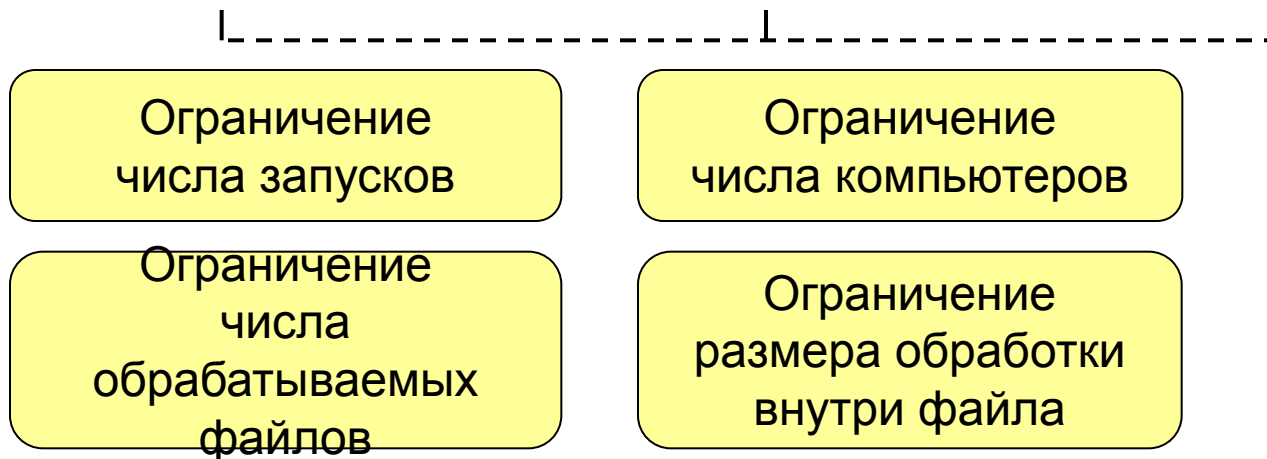 Ограничение
числа запусков
Ограничение
числа компьютеров
Ограничение
числа
обрабатываемых
файлов
Ограничение
размера обработки
внутри файла